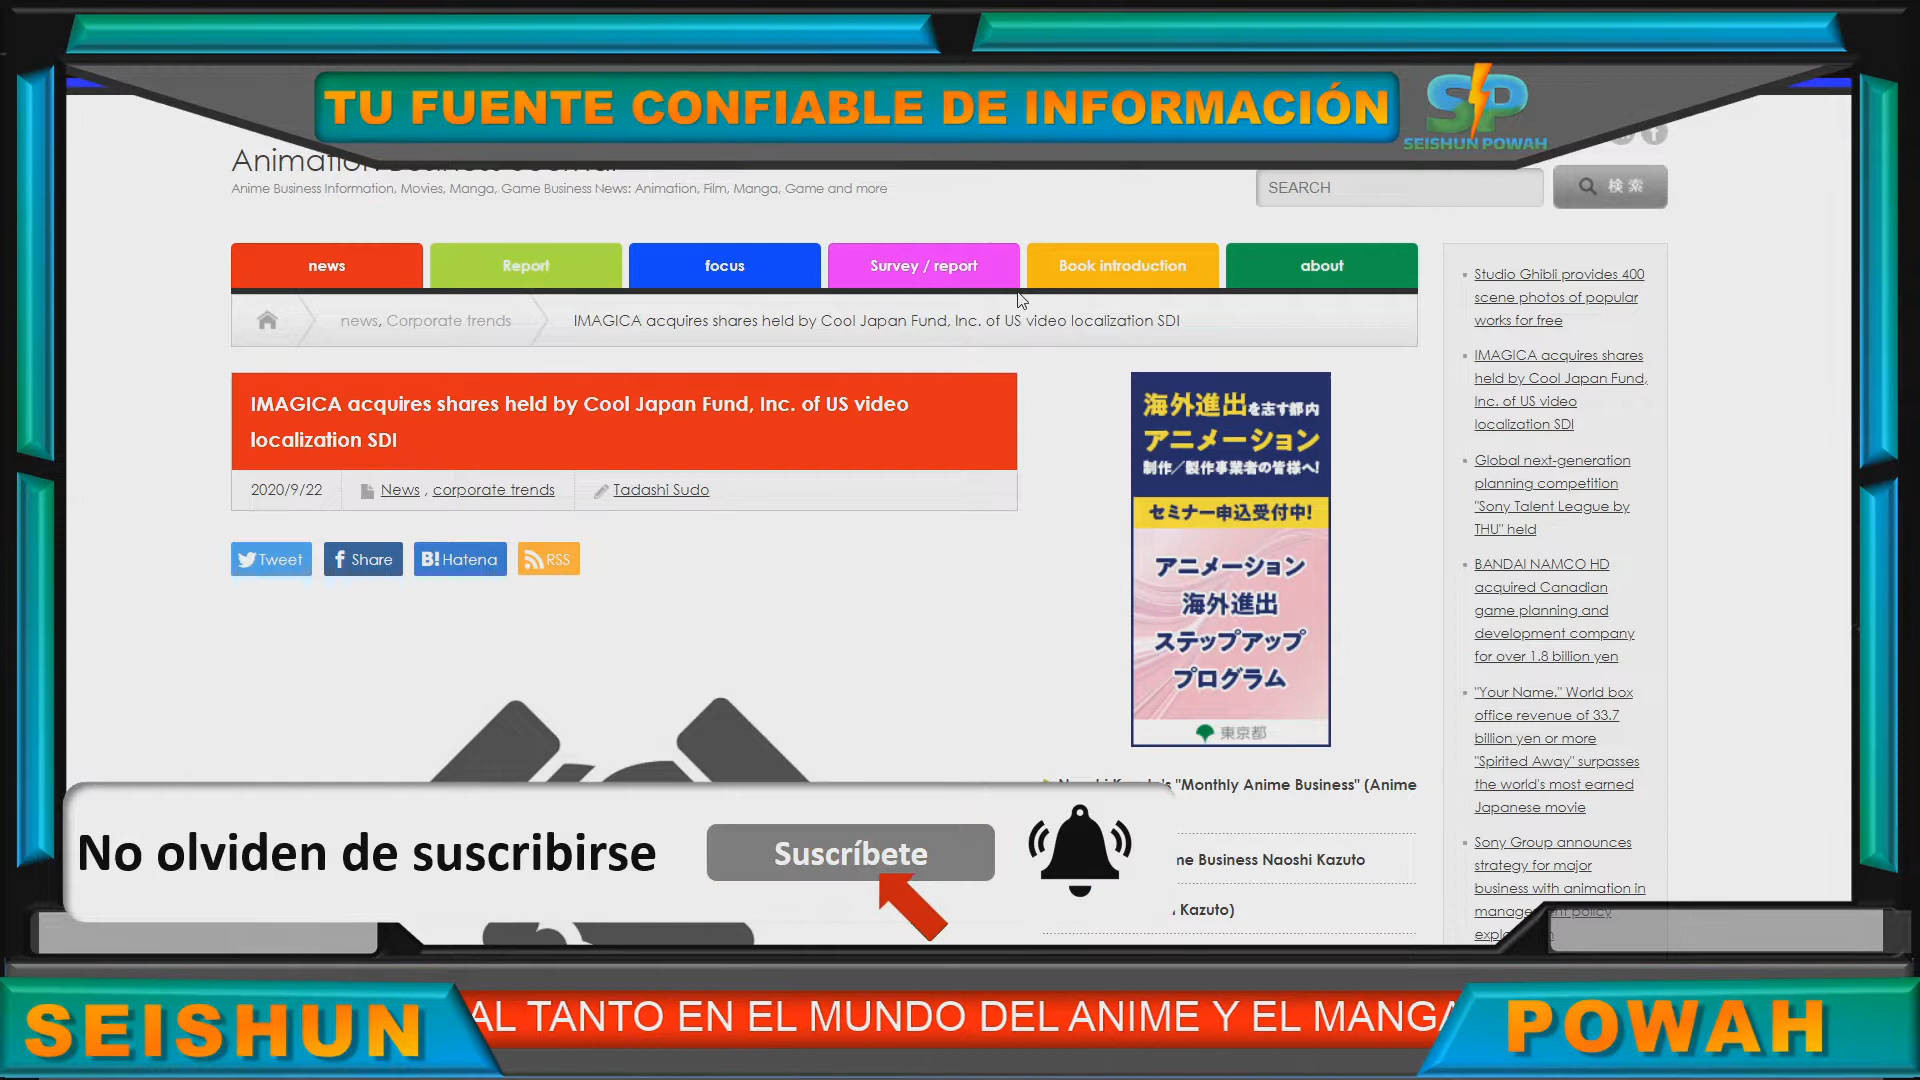 TU FUENTE CONFIABLE DE INFORMACIÓN
SP
SEISHUN POWAH
Animation Business Journal
Anime Business Information, Movies, Manga, Game Business News: Animation, Film, Manga, Game and more
SEARCH
検索
news
Report
focus
Survey / report
Book introduction
about
news, Corporate trends
IMAGICA acquires shares held by Cool Japan Fund, Inc. of US video localization SDI
IMAGICA acquires shares held by Cool Japan Fund, Inc. of US video
localization SDI
2020/9/22
News , corporate trends
Tadashi Sudo
Tweet
Share
B! Hatena
RSS
海外進出を志す都内
アニメーション
制作／製作事業者の皆様へ!
セミナー申込受付中!
アニメーション
海外進出
ステップアップ
プログラム
東京都
"Monthly Anime Business" (Anime
Business Naoshi Kazuto
Kazuto)
Studio Ghibli provides 400
scene photos of popular
works for free
IMAGICA acquires shares
held by Cool Japan Fund,
Inc. of US video
localization SDI
Global next-generation
planning competition
"Sony Talent League by
THU" held
BANDAI NAMCO HD
acquired Canadian
game planning and
development company
for over 1.8 billion yen
"Your Name." World box
office revenue of 33.7
billion yen or more
"Spirited Away" surpasses
the world's most earned
Japanese movie
Sony Group announces
strategy for major
business with animation in
management policy
No olviden de suscribirse
Suscríbete
SEISHUN
AL TANTO EN EL MUNDO DEL ANIME Y EL MANGA
POWAH